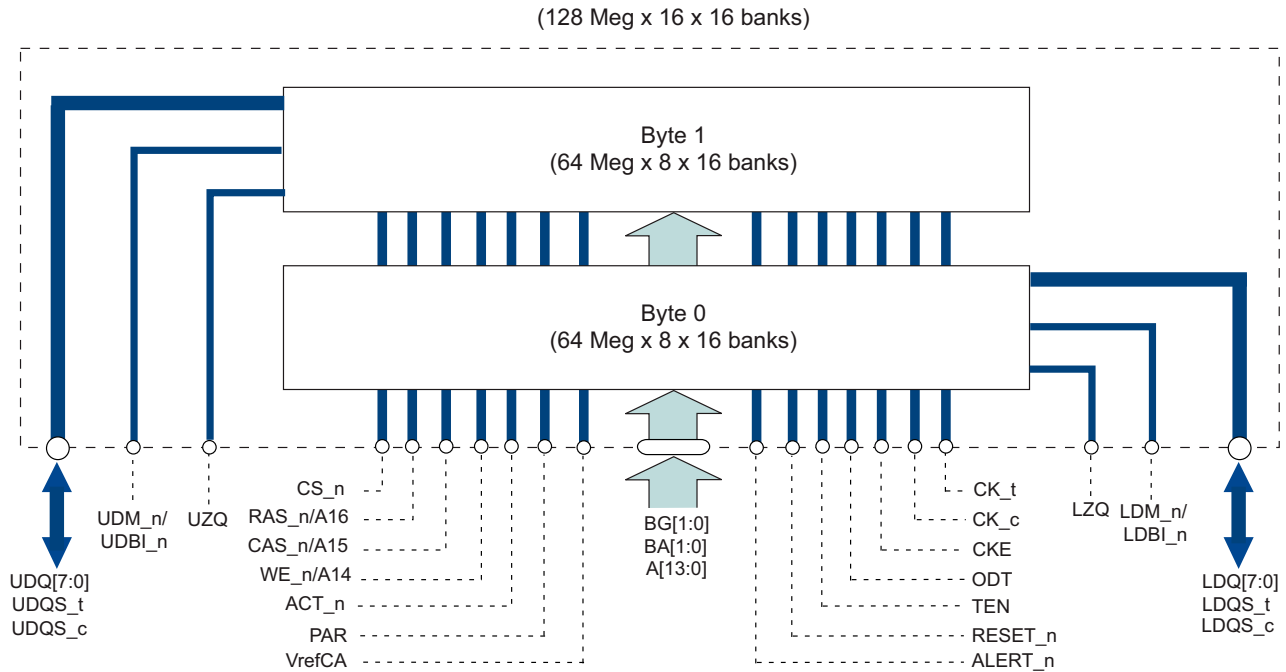 (128 Meg x 16 x 16 banks)
Byte 1
(64 Meg x 8 x 16 banks)
Byte 0
(64 Meg x 8 x 16 banks)
UDQ[7:0]
UDQS_t
UDQS_c
UDM_n/
UDBI_n
UZQ
CS_n
RAS_n/A16
CAS_n/A15
WE_n/A14
ACT_n
PAR
VrefCA
BG[1:0]
BA[1:0]
A[13:0]
CK_t
CK_c
CKE
ODT
TEN
RESET_n
ALERT_n
LZQ
LDM_n/
LDBI_n
LDQ[7:0]
LDQS_t
LDQS_c